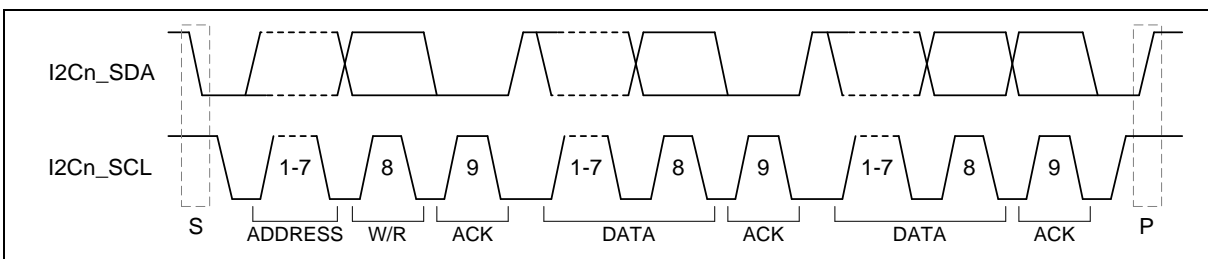 I2Cn_SDA
I2Cn_SCL
1-7 8 9 1-7 8 9 1-7 8 9
S ADDRESS W/R ACK DATA ACK DATA ACK P